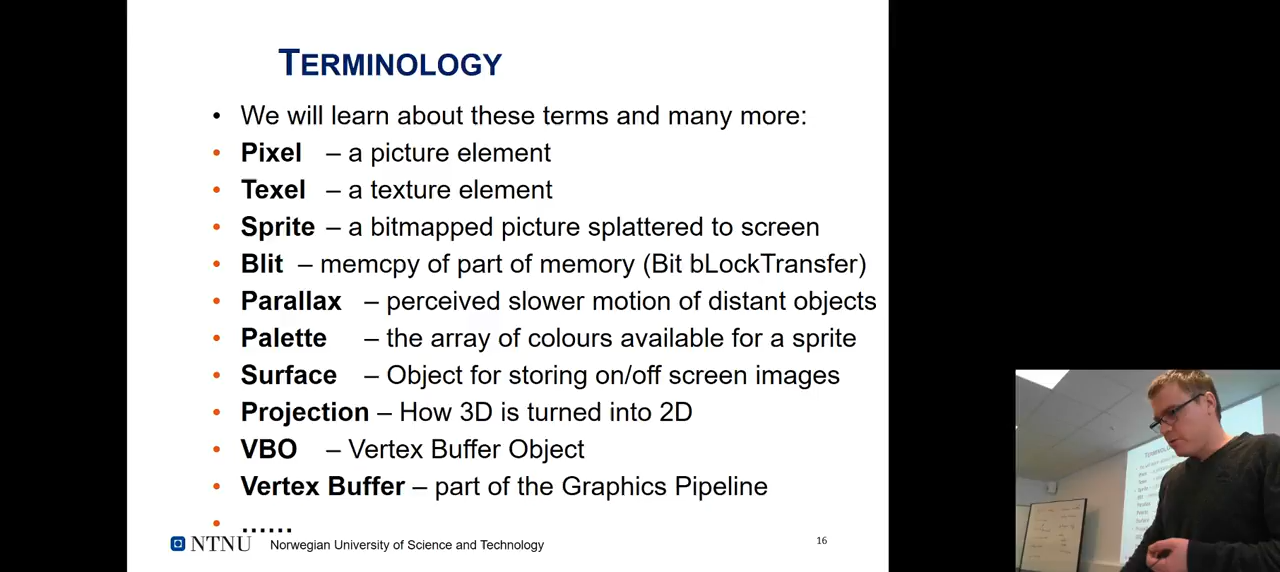 TERMINOLOGY
• We will learn about these terms and many more:
• Pixel – a picture element
• Texel – a texture element
• Sprite – a bitmapped picture splattered to screen
• Blit – memcpy of part of memory (Bit bLockTransfer)
• Parallax – perceived slower motion of distant objects
• Palette – the array of colours available for a sprite
• Surface – Object for storing on/off screen images
• Projection – How 3D is turned into 2D
• VBO – Vertex Buffer Object
• Vertex Buffer – part of the Graphics Pipeline
• ......
NTNU Norwegian University of Science and Technology 16